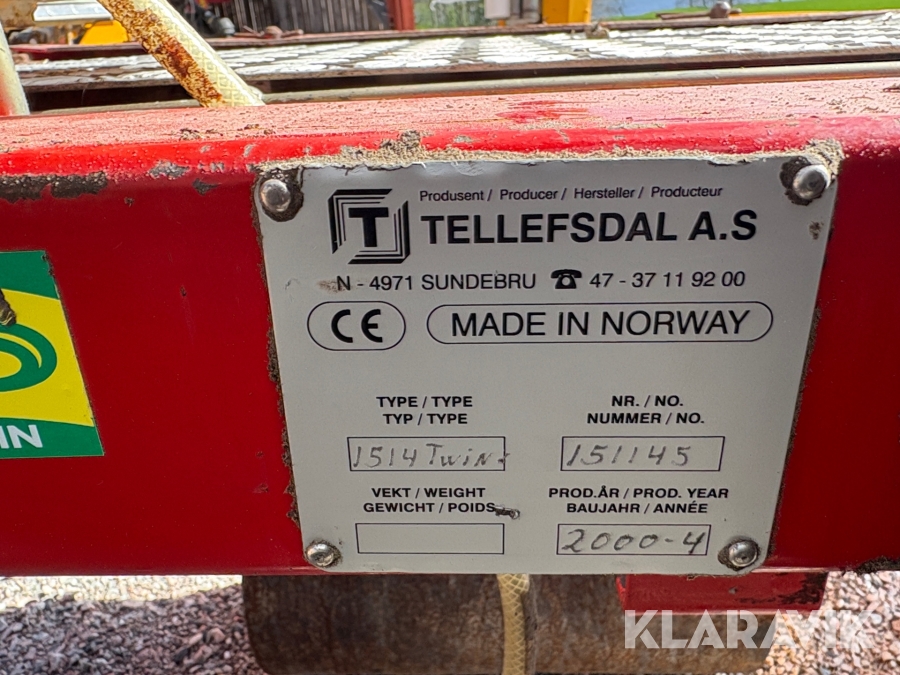 Produsent / Producer / Hersteller / Producteur
T TELLEFSDAL A.S
N - 4971 SUNDEBRU ☎ 47 - 37 11 92 00
CE MADE IN NORWAY
TYPE / TYPE
TYP / TYPE
1514 Twin
NR. / NO.
NUMMER / NO.
151145
VEKT / WEIGHT
GEWICHT / POIDS
PROD.ÅR / PROD. YEAR
BAUJAHR / ANNÉE
2000-4
IN
KLARAVIK